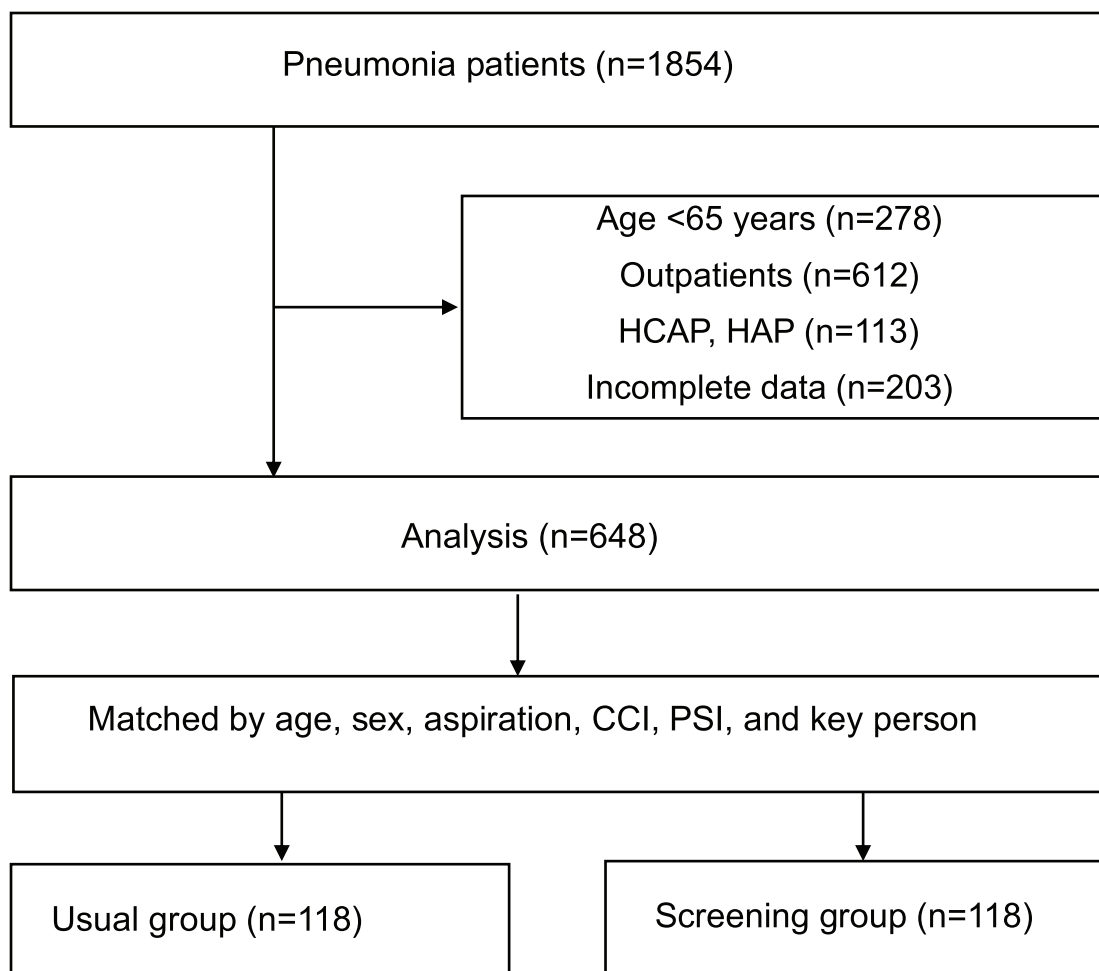 Pneumonia patients (n=1854)
Age <65 years (n=278)
Outpatients (n=612)
HCAP, HAP (n=113)
Incomplete data (n=203)
Analysis (n=648)
Matched by age, sex, aspiration, CCI, PSI, and key person
Usual group (n=118)
Screening group (n=118)